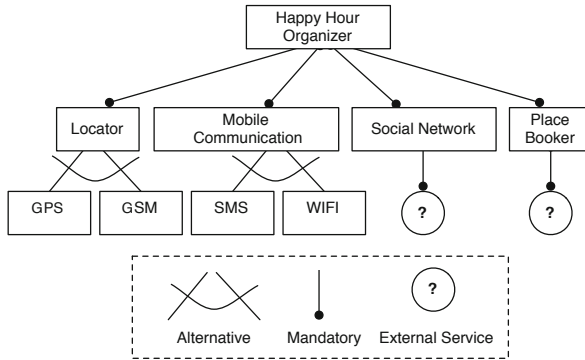 Happy Hour
Organizer
Locator
Mobile
Communication
Social Network
Place
Booker
GPS
GSM
SMS
WIFI
?
?
?
Alternative
Mandatory
External Service